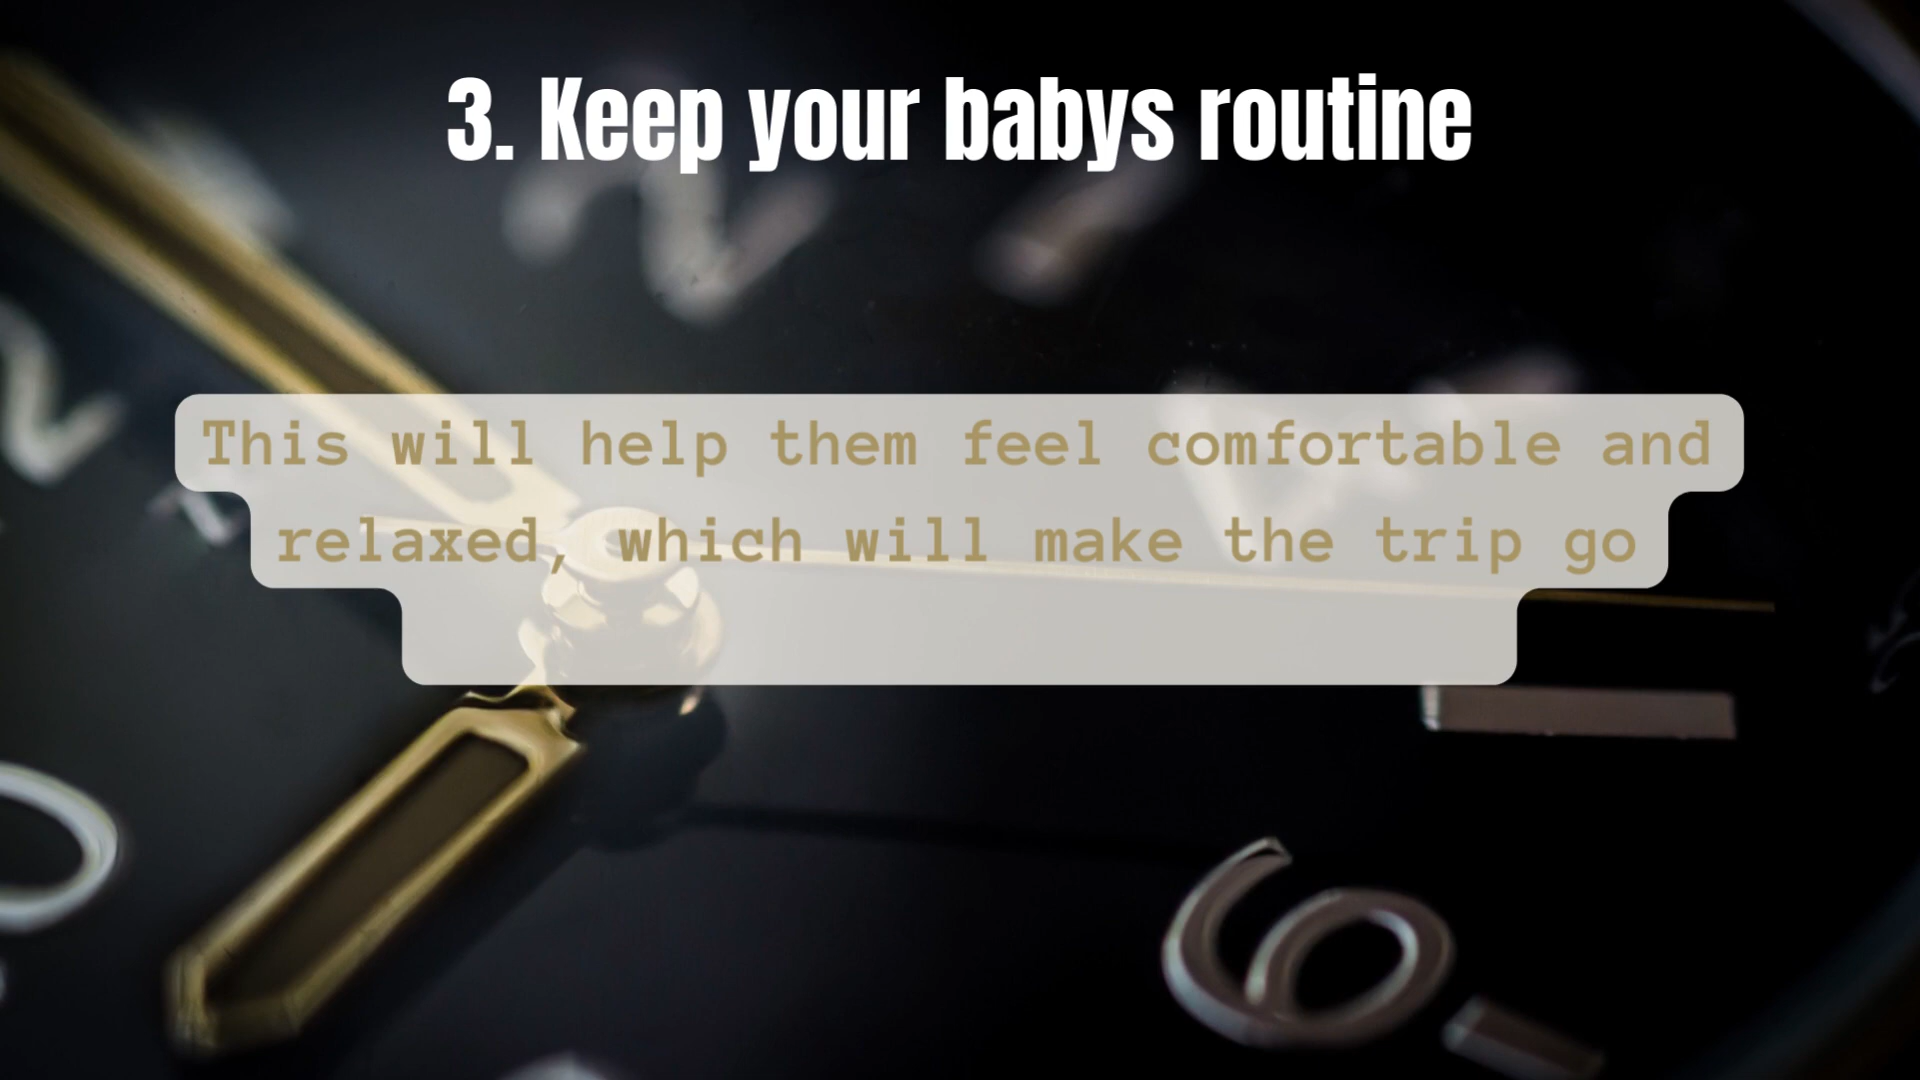 3. Keep your babys routine
This will help them feel comfortable and
relaxed, which will make the trip go
6